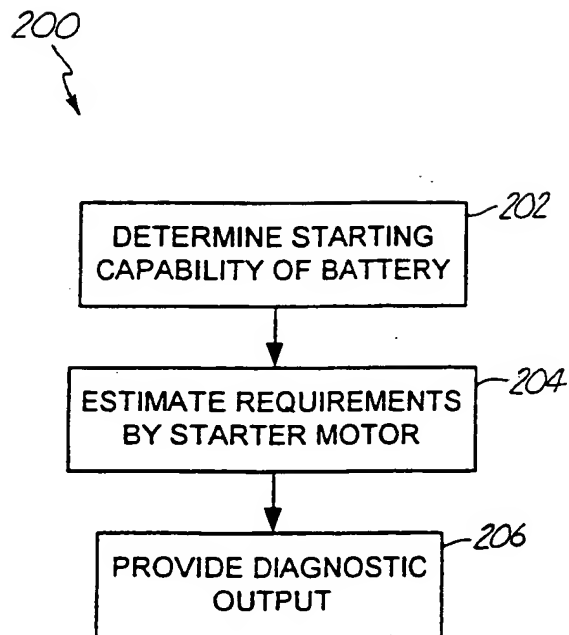 200
202
DETERMINE STARTING
CAPABILITY OF BATTERY
204
ESTIMATE REQUIREMENTS
BY STARTER MOTOR
206
PROVIDE DIAGNOSTIC
OUTPUT